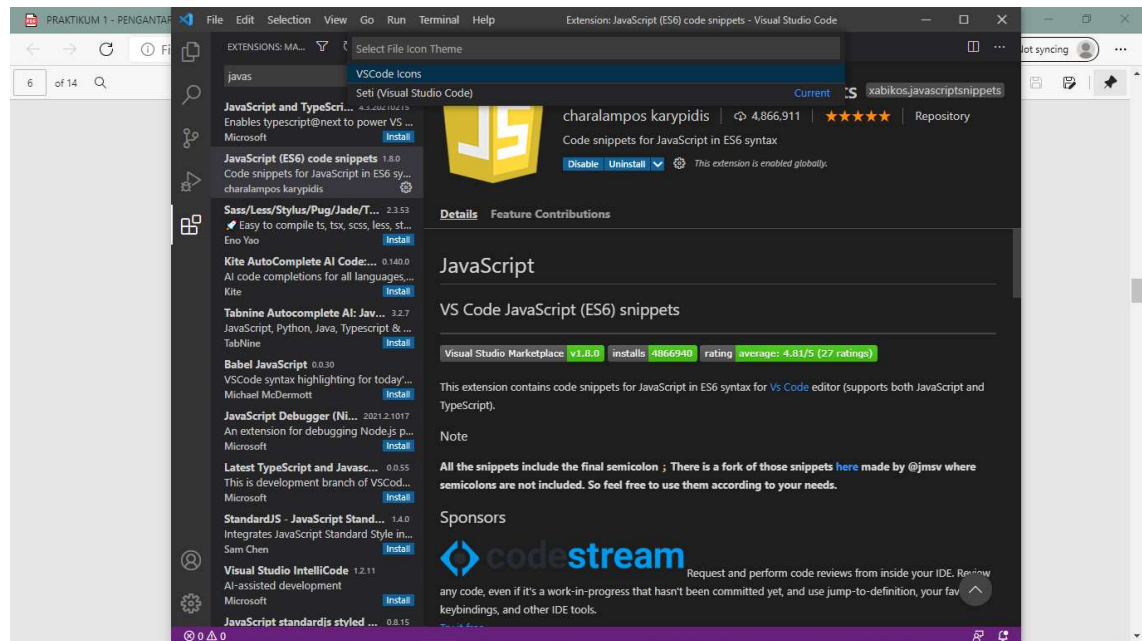 PRAKTIKUM 1 - PENGANTAR
File Edit Selection View Go Run Terminal Help
Extension: JavaScript (ES6) code snippets - Visual Studio Code
Not syncing
6 of 14
EXTENSIONS: MA...
Select File Icon Theme
VSCode Icons
Seti (Visual Studio Code) Current
javas
xabikos.javascriptsnippets
JavaScript and TypeScri... 4.3.20210215
Enables typescript@next to power VS ...
Microsoft Install
JavaScript (ES6) code snippets 1.8.0
Code snippets for JavaScript in ES6 sy...
charalampos karypidis
Sass/Less/Stylus/Pug/Jade/T... 2.3.53
Easy to compile ts, tsx, scss, less, st...
Eno Yao Install
Kite AutoComplete AI Code:... 0.140.0
AI code completions for all languages,...
Kite Install
Tabnine Autocomplete AI: Jav... 3.2.7
JavaScript, Python, Java, Typescript & ...
TabNine Install
Babel JavaScript 0.0.30
VSCode syntax highlighting for today'...
Michael McDermott Install
JavaScript Debugger (Ni... 2021.2.1017
An extension for debugging Node.js p...
Microsoft Install
Latest TypeScript and Javasc... 0.0.55
This is development branch of VSCod...
Microsoft Install
StandardJS - JavaScript Stand... 1.4.0
Integrates JavaScript Standard Style in...
Sam Chen Install
Visual Studio IntelliCode 1.2.11
AI-assisted development
Microsoft Install
JavaScript standardjs styled ... 0.8.15
JS
charalampos karypidis 4,866,911 ★★★★★ Repository
Code snippets for JavaScript in ES6 syntax
Disable Uninstall This extension is enabled globally.
Details Feature Contributions
JavaScript
VS Code JavaScript (ES6) snippets
Visual Studio Marketplace v1.8.0 installs 4866940 rating average: 4.81/5 (27 ratings)
This extension contains code snippets for JavaScript in ES6 syntax for Vs Code editor (supports both JavaScript and
TypeScript).
Note
All the snippets include the final semicolon ; There is a fork of those snippets here made by @jmsv where
semicolons are not included. So feel free to use them according to your needs.
Sponsors
codestream Request and perform code reviews from inside your IDE. Review
any code, even if it's a work-in-progress that hasn't been committed yet, and use jump-to-definition, your fav
keybindings, and other IDE tools.
Try it free
0 0